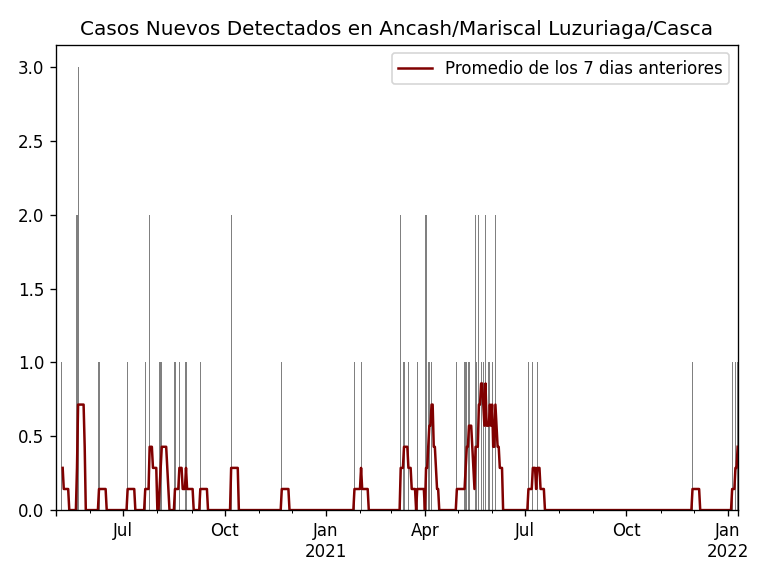 Casos Nuevos Detectados en Ancash/Mariscal Luzuriaga/Casca
Promedio de los 7 dias anteriores
3.0
2.5
2.0
1.5
1.0
0.5
0.0
Jul
Oct
Jan
2021
Apr
Jul
Oct
Jan
2022